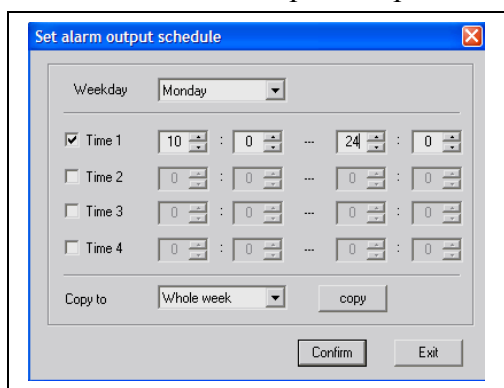 Set alarm output schedule
Weekday Monday
Time 1 10 : 0 --- 24 : 0
Time 2 0 : 0 --- 0 : 0
Time 3 0 : 0 --- 0 : 0
Time 4 0 : 0 --- 0 : 0
Copy to Whole week copy
Confirm Exit